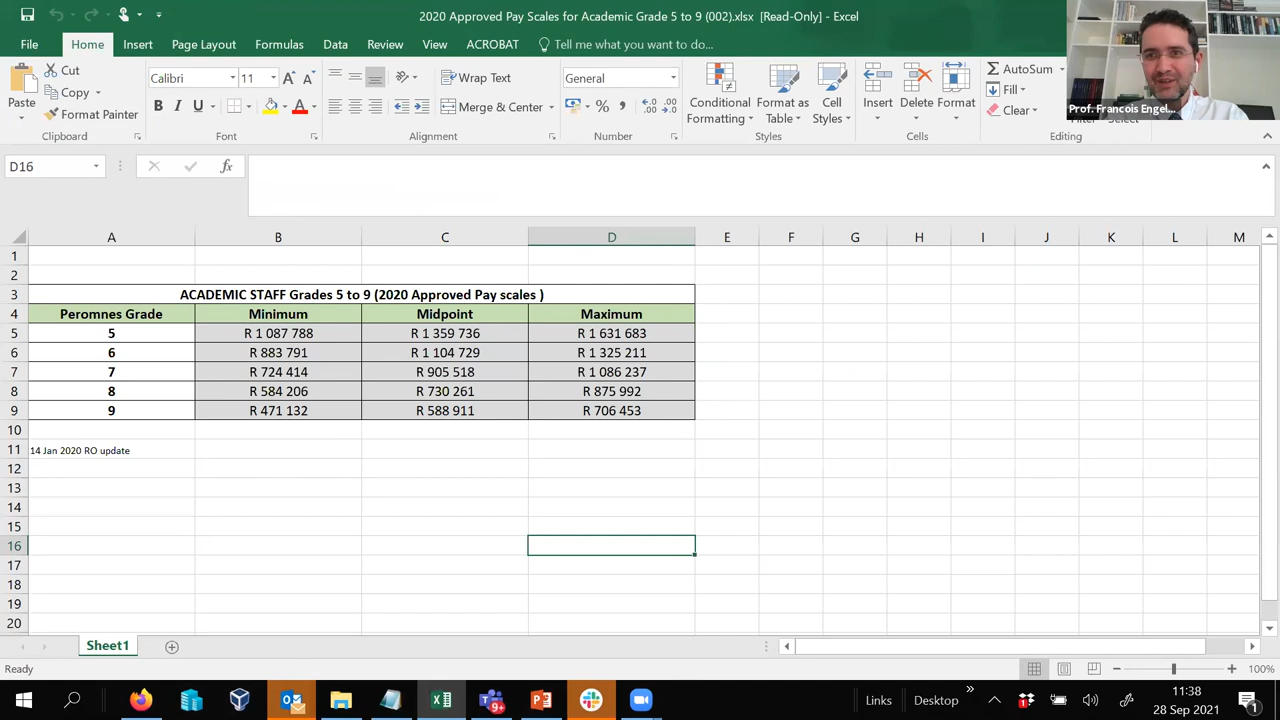 2020 Approved Pay Scales for Academic Grade 5 to 9 (002).xlsx [Read-Only] - Excel
File Home Insert Page Layout Formulas Data Review View ACROBAT Tell me what you want to do...
Paste Cut Copy Format Painter
Calibri 11
B I U
A A
Wrap Text
Merge & Center
General
%
Conditional Formatting
Format as Table
Cell Styles
Insert Delete Format
AutoSum
Fill
Clear
Prof. Francois Engel...
Clipboard Font Alignment Number Styles Cells Editing
D16 fx
A B C D E F G H I J K L M
1
2
3 ACADEMIC STAFF Grades 5 to 9 (2020 Approved Pay scales )
4 Peromnes Grade Minimum Midpoint Maximum
5 5 R 1 087 788 R 1 359 736 R 1 631 683
6 6 R 883 791 R 1 104 729 R 1 325 211
7 7 R 724 414 R 905 518 R 1 086 237
8 8 R 584 206 R 730 261 R 875 992
9 9 R 471 132 R 588 911 R 706 453
10
11 14 Jan 2020 RO update
12
13
14
15
16
17
18
19
20
Sheet1
Ready 100%
Links Desktop 11:38
28 Sep 2021